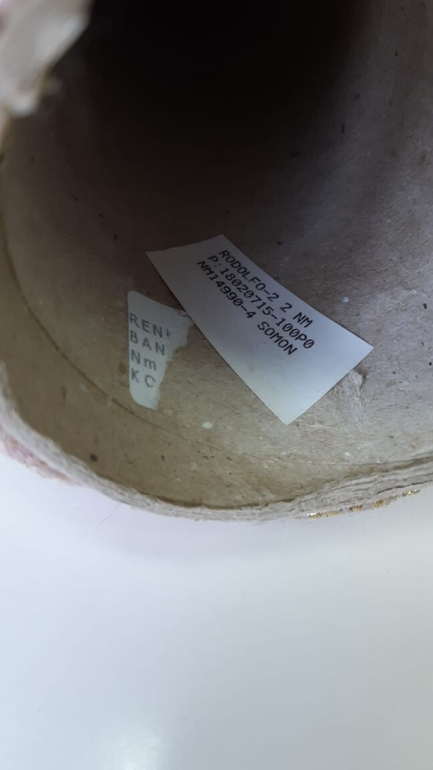 RODOLFO-2 2 NM
P:18020715-100P0
NM14990-4 SOMON
REN
BAN
Nm
KC